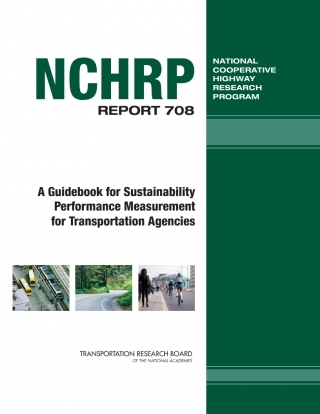 NCHRP
REPORT 708
NATIONAL
COOPERATIVE
HIGHWAY
RESEARCH
PROGRAM
A Guidebook for Sustainability
Performance Measurement
for Transportation Agencies
TRANSPORTATION RESEARCH BOARD
OF THE NATIONAL ACADEMIES